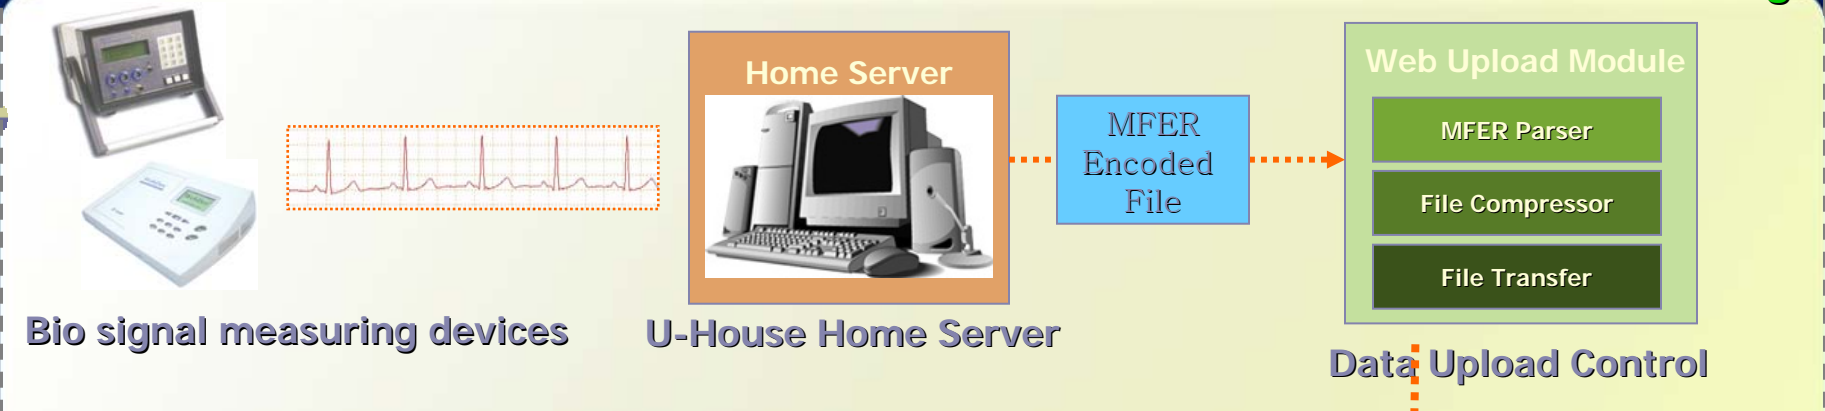 Home Server
Web Upload Module
MFER
Encoded
File
MFER Parser
File Compressor
File Transfer
Bio signal measuring devices
U-House Home Server
Data Upload Control